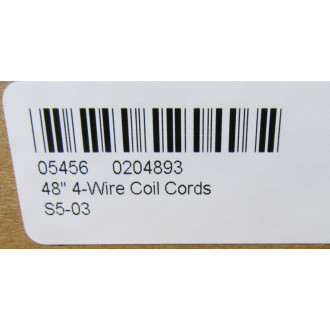 05456 0204893
48" 4-Wire Coil Cords
S5-03